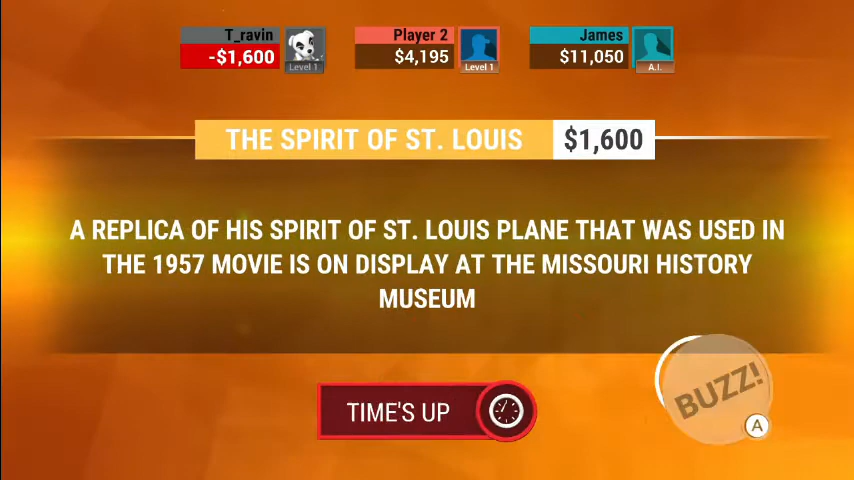 T_ravin
-$1,600
Level 1
Player 2
$4,195
Level 1
James
$11,050
A.I.
THE SPIRIT OF ST. LOUIS $1,600
A REPLICA OF HIS SPIRIT OF ST. LOUIS PLANE THAT WAS USED IN
THE 1957 MOVIE IS ON DISPLAY AT THE MISSOURI HISTORY
MUSEUM
TIME'S UP
BUZZ!
A